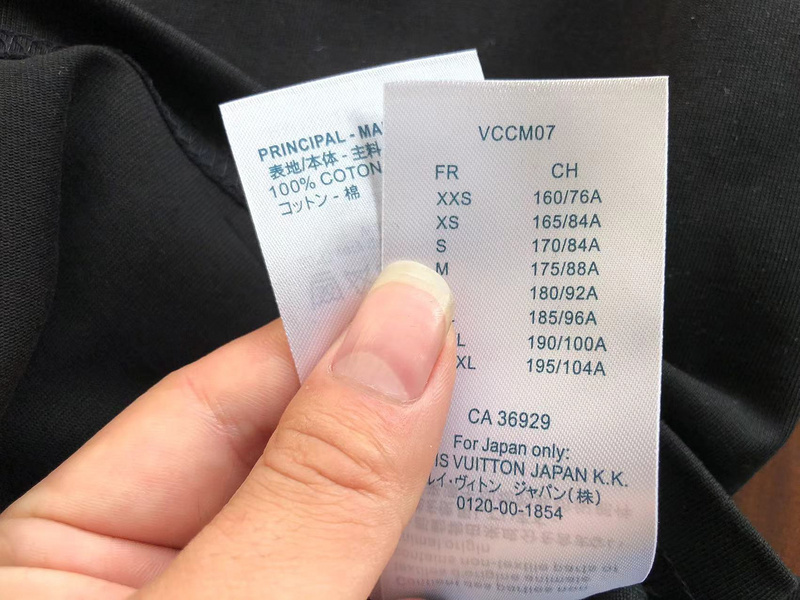 PRINCIPAL - MA
表地/本体 - 主料
100% COTON
コットン - 棉
VCCM07
FR CH
XXS 160/76A
XS 165/84A
S 170/84A
M 175/88A
180/92A
185/96A
L 190/100A
XL 195/104A
CA 36929
For Japan only:
IS VUITTON JAPAN K.K.
ルイ・ヴィトン ジャパン(株)
0120-00-1854